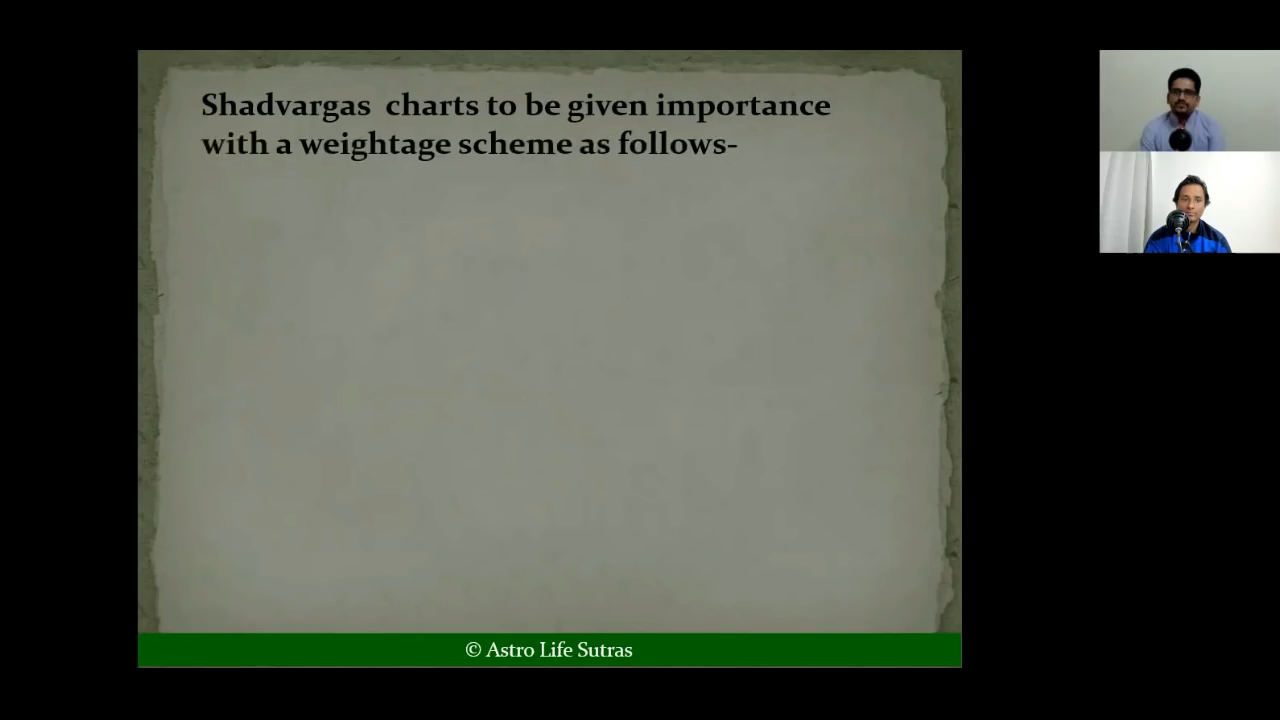 Shadvargas charts to be given importance
with a weightage scheme as follows-
© Astro Life Sutras